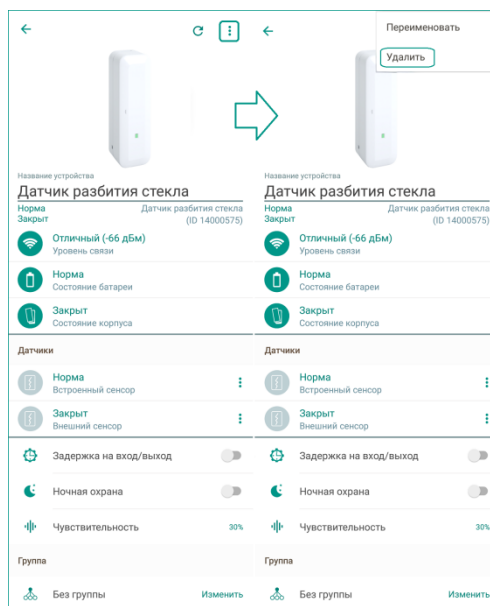 Название устройства
Датчик разбития стекла
Норма
Закрыт
Датчик разбития стекла
(ID 14000575)
Отличный (-66 дБм)
Уровень связи
Норма
Состояние батареи
Закрыт
Состояние корпуса
Датчики
Норма
Встроенный сенсор
Закрыт
Внешний сенсор
Задержка на вход/выход
Ночная охрана
Чувствительность
30%
Группа
Без группы
Изменить
Переименовать
Удалить
Название устройства
Датчик разбития стекла
Норма
Закрыт
Датчик разбития стекла
(ID 14000575)
Отличный (-66 дБм)
Уровень связи
Норма
Состояние батареи
Закрыт
Состояние корпуса
Датчики
Норма
Встроенный сенсор
Закрыт
Внешний сенсор
Задержка на вход/выход
Ночная охрана
Чувствительность
30%
Группа
Без группы
Изменить